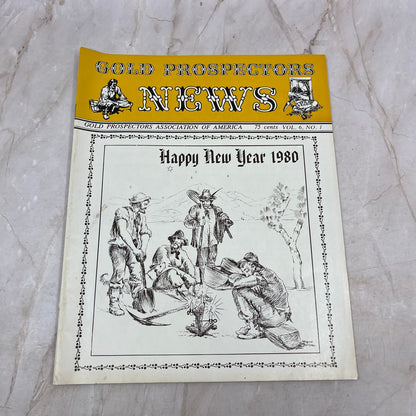 GOLD PROSPECTORS
NEWS
GOLD PROSPECTORS ASSOCIATION OF AMERICA 75 cents VOL. 6, NO. 1
Happy New Year 1980